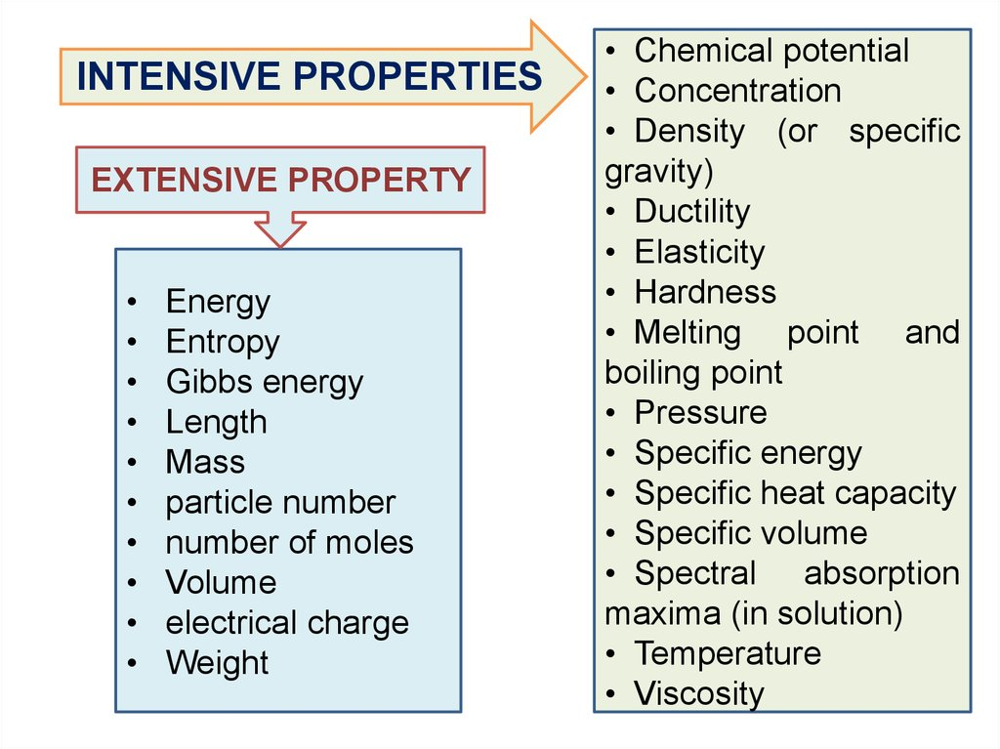 INTENSIVE PROPERTIES
EXTENSIVE PROPERTY
• Energy
• Entropy
• Gibbs energy
• Length
• Mass
• particle number
• number of moles
• Volume
• electrical charge
• Weight
• Chemical potential
• Concentration
• Density (or specific
gravity)
• Ductility
• Elasticity
• Hardness
• Melting point and
boiling point
• Pressure
• Specific energy
• Specific heat capacity
• Specific volume
• Spectral absorption
maxima (in solution)
• Temperature
• Viscosity